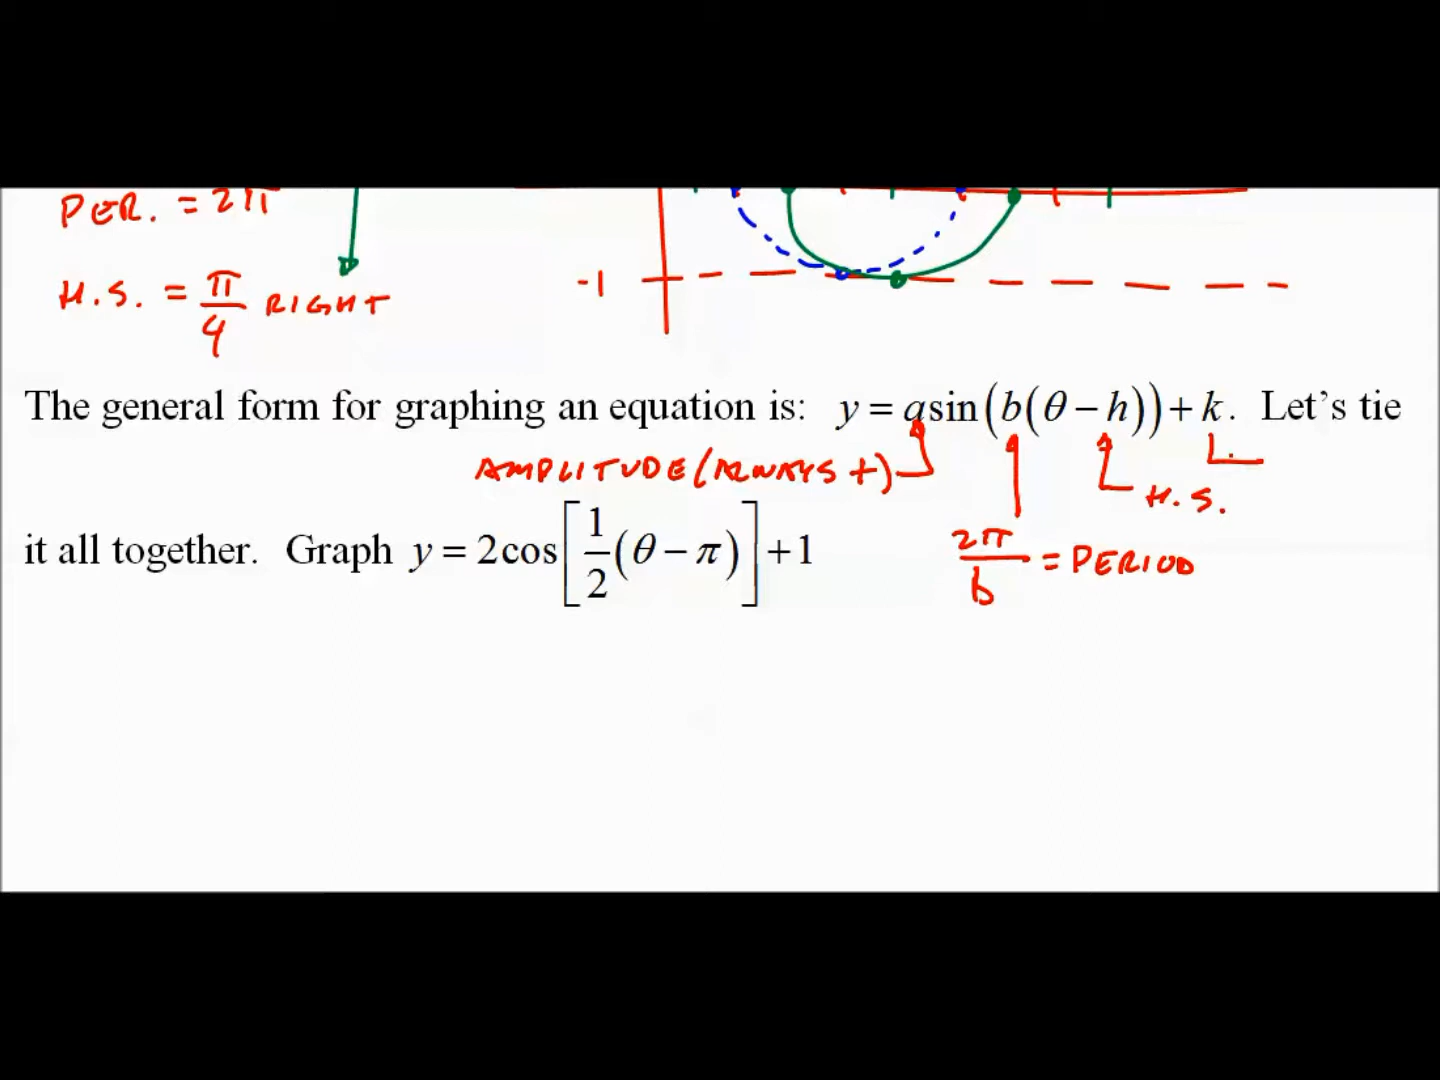 PER. = 2π
H.S. = π/4 RIGHT
-1
The general form for graphing an equation is: y = a sin(b(θ − h)) + k. Let's tie
AMPLITUDE (ALWAYS +)
H.S.
it all together. Graph y = 2cos[1/2(θ − π)] + 1
2π/b = PERIOD